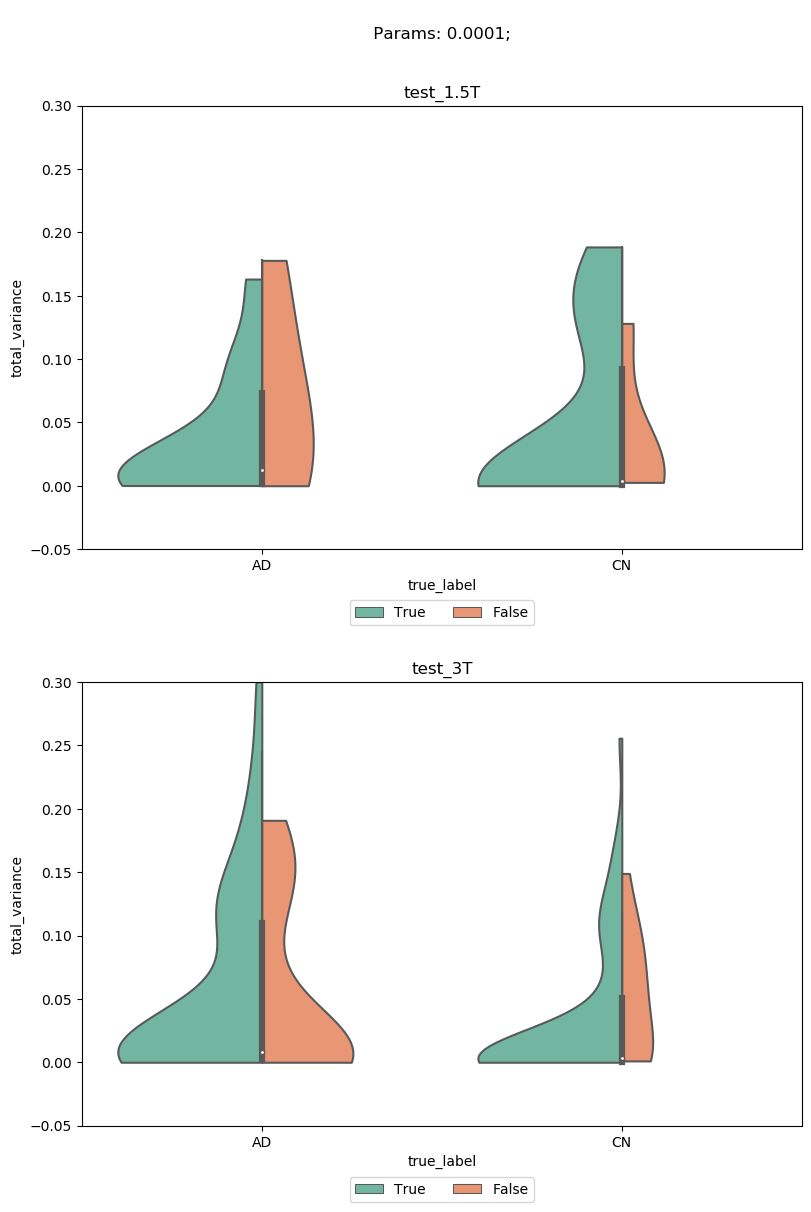 Params: 0.0001;
test_1.5T
0.30
0.25
0.20
0.15
0.10
0.05
0.00
−0.05
total_variance
AD CN
true_label
True False
test_3T
0.30
0.25
0.20
0.15
0.10
0.05
0.00
−0.05
total_variance
AD CN
true_label
True False